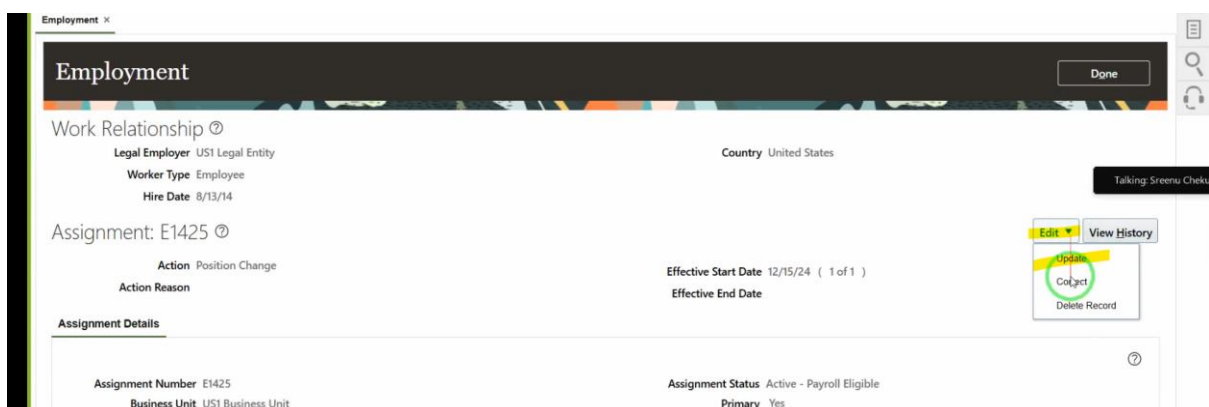 Employment ×
Employment
Done
Work Relationship
Legal Employer US1 Legal Entity
Country United States
Worker Type Employee
Talking: Sreenu Cheku
Hire Date 8/13/14
Assignment: E1425
Edit ▼ View History
Action Position Change
Update
Effective Start Date 12/15/24 ( 1 of 1 )
Action Reason
Correct
Effective End Date
Delete Record
Assignment Details
Assignment Number E1425
Assignment Status Active - Payroll Eligible
Business Unit US1 Business Unit
Primary Yes